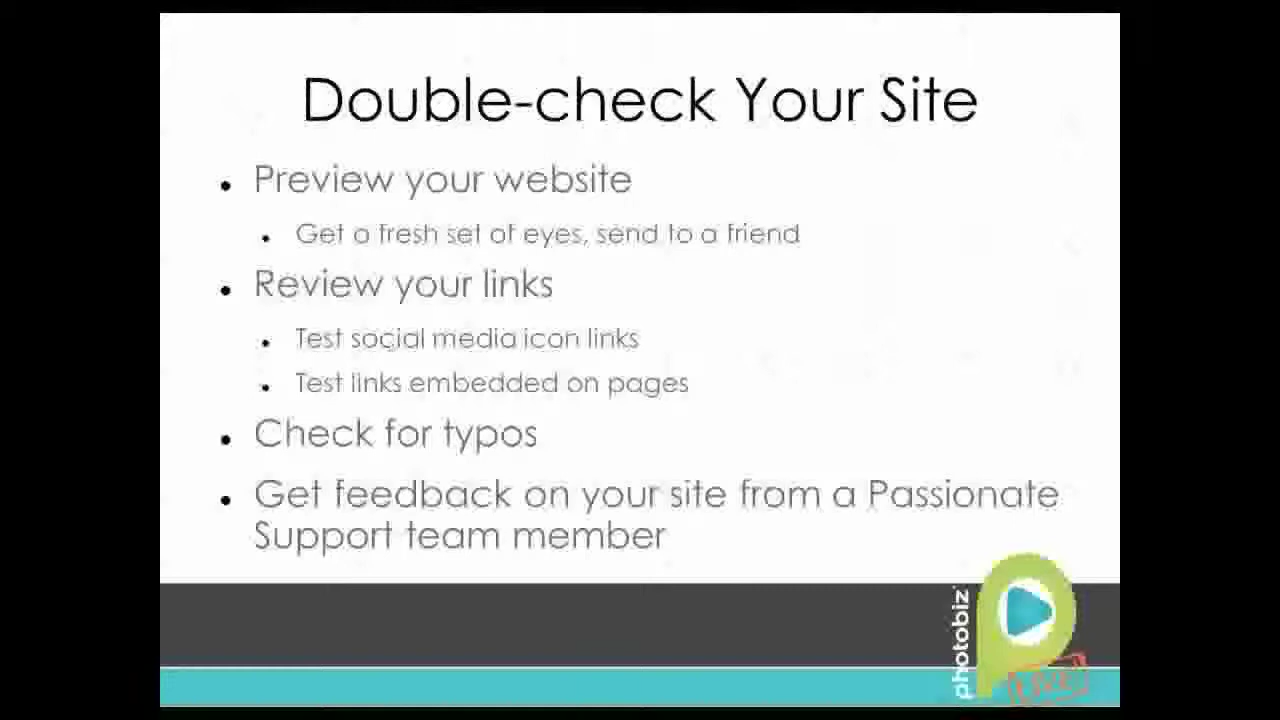 Double-check Your Site
• Preview your website
• Get a fresh set of eyes, send to a friend
• Review your links
• Test social media icon links
• Test links embedded on pages
• Check for typos
• Get feedback on your site from a Passionate
Support team member
photobiz
LIVE